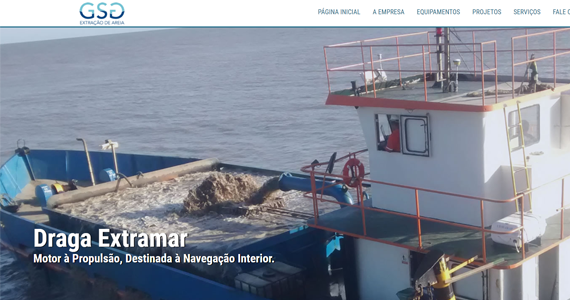 GSG
EXTRAÇÃO DE AREIA
PÁGINA INICIAL A EMPRESA EQUIPAMENTOS PROJETOS SERVIÇOS FALE
Draga Extramar
Motor à Propulsão, Destinada à Navegação Interior.